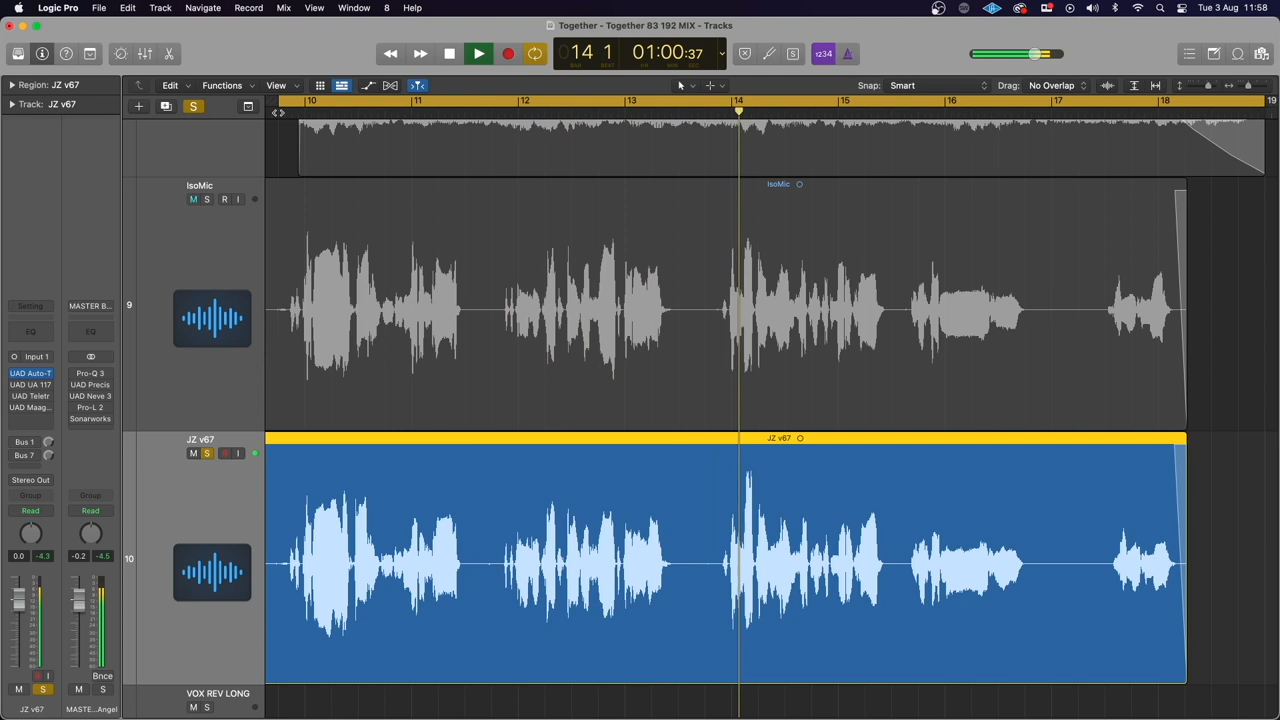 Logic Pro File Edit Track Navigate Record Mix View Window 8 Help Tue 3 Aug 11:58
Together - Together 83 192 MIX - Tracks
14 1 01:00:37 1234
BAR BEAT
Region: JZ v67
Track: JZ v67
Edit Functions View Snap: Smart Drag: No Overlap
S
10 11 12 13 14 15 16 17 18 19
IsoMic
M S R I
IsoMic
9
JZ v67
M S R I
JZ v67
10
VOX REV LONG
M S
Setting MASTER B...
EQ EQ
Input 1
UAD Auto-T Pro-Q 3
UAD UA 117 UAD Precis
UAD Teletr UAD Neve 3
UAD Maag... Pro-L 2
Sonarworks
Bus 1
Bus 7
Stereo Out
Group Group
Read Read
0.0 -4.3 -0.2 -4.5
R I Bnce
M S M S
JZ v67 MASTE...Angel